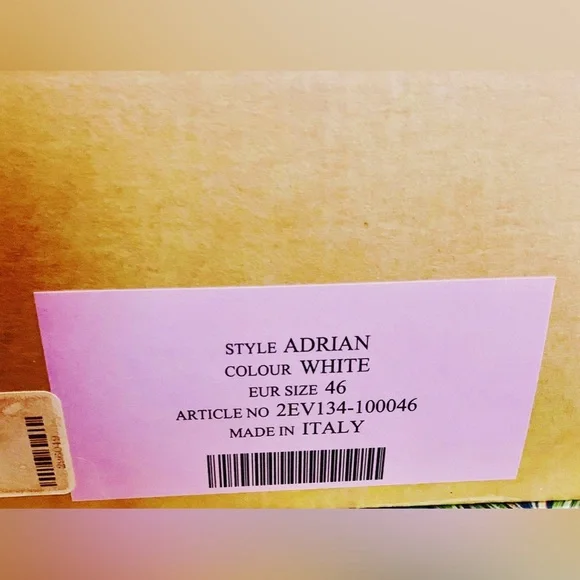 STYLE ADRIAN
COLOUR WHITE
EUR SIZE 46
ARTICLE NO 2EV134-100046
MADE IN ITALY